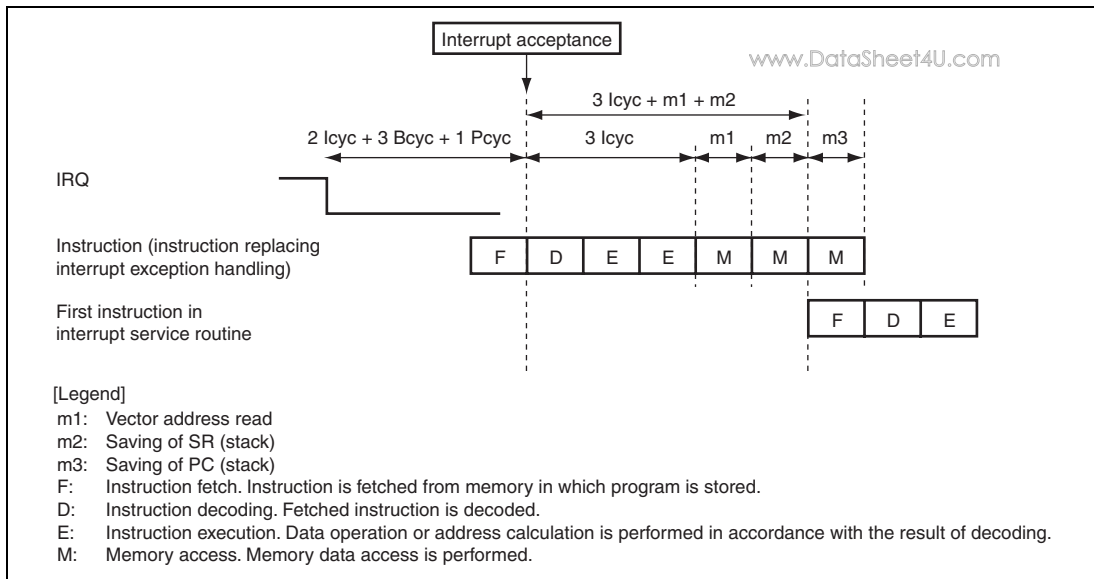 Interrupt acceptance
www.DataSheet4U.com
3 Icyc + m1 + m2
2 Icyc + 3 Bcyc + 1 Pcyc
3 Icyc
m1
m2
m3
IRQ
Instruction (instruction replacing
interrupt exception handling)
F D E E M M M
First instruction in
interrupt service routine
F D E
[Legend]
m1: Vector address read
m2: Saving of SR (stack)
m3: Saving of PC (stack)
F: Instruction fetch. Instruction is fetched from memory in which program is stored.
D: Instruction decoding. Fetched instruction is decoded.
E: Instruction execution. Data operation or address calculation is performed in accordance with the result of decoding.
M: Memory access. Memory data access is performed.